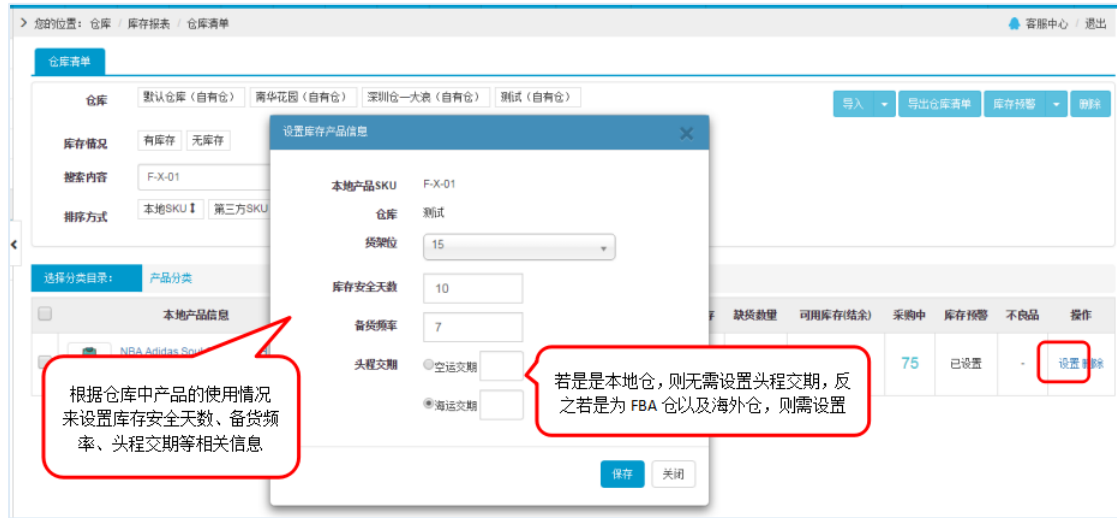 您的位置：仓库 / 库存报表 / 仓库清单
客服中心 / 退出
仓库清单
仓库 默认仓库（自有仓） 南华花园（自有仓） 深圳仓—大浪（自有仓） 测试（自有仓）
导入 导出仓库清单 库存预警 删除
库存情况 有库存 无库存
搜索内容 F-X-01
排序方式 本地SKU 第三方SKU
设置库存产品信息
本地产品SKU F-X-01
仓库 测试
货架位 15
库存安全天数 10
备货频率 7
头程交期 空运交期
海运交期
保存 关闭
选择分类目录： 产品分类
本地产品信息 存 缺货数量 可用库存(结余) 采购中 库存预警 不良品 操作
NBA Adidas Soul
75 已设置 - 设置 删除
根据仓库中产品的使用情况
来设置库存安全天数、备货频
率、头程交期等相关信息
若是是本地仓，则无需设置头程交期，反
之若是为 FBA 仓以及海外仓，则需设置